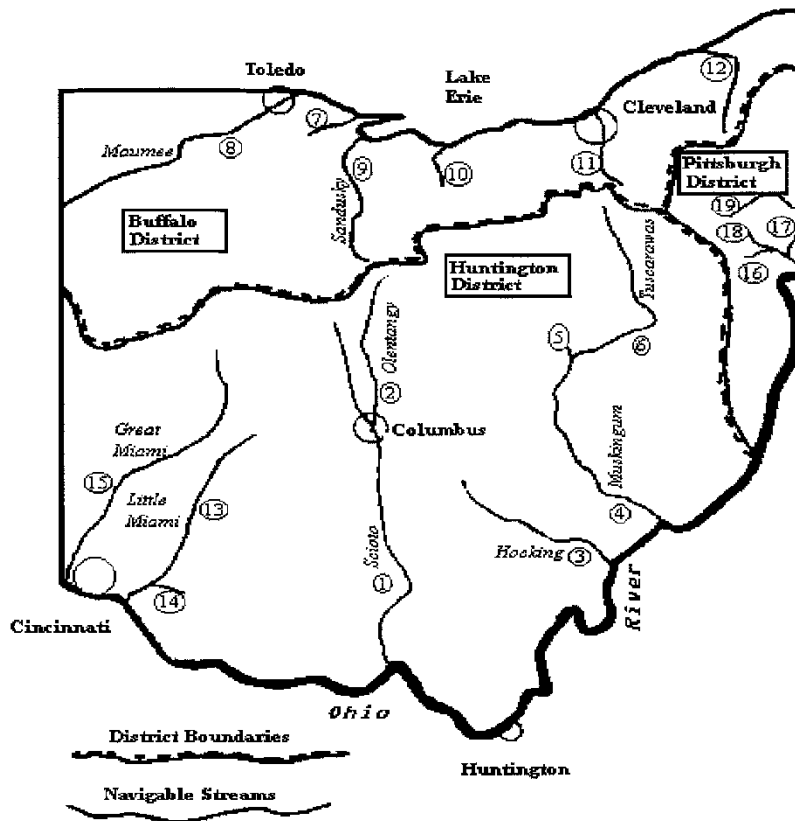 Toledo
Lake
Erie
12
Cleveland
7
Maumee
8
9
10
11
Pittsburgh
District
Sandusky
19
18
17
16
Buffalo
District
Huntington
District
Tuscarawas
Olentangy
5
6
2
Columbus
Great
Miami
15
Little
Miami
13
Muskingum
4
Scioto
Hocking
3
1
14
River
Cincinnati
Ohio
District Boundaries
Huntington
Navigable Streams